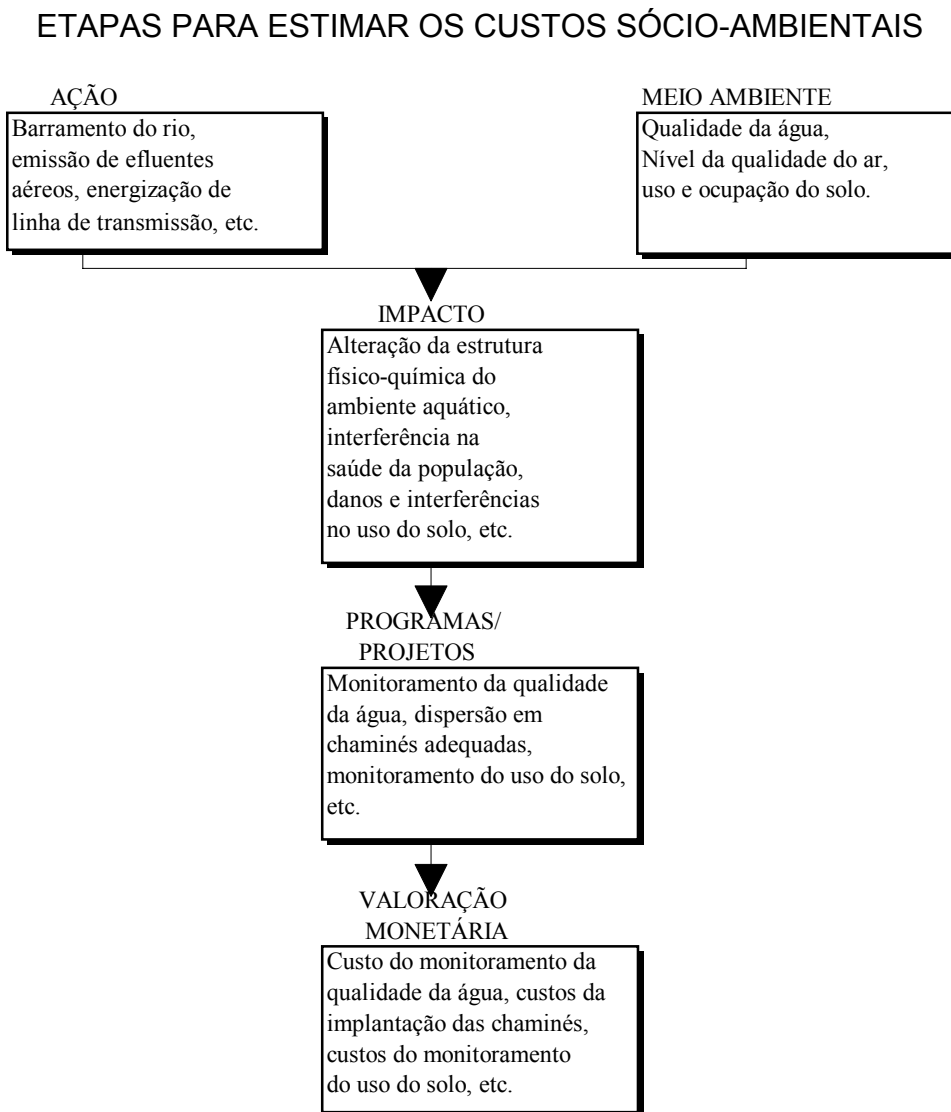 ETAPAS PARA ESTIMAR OS CUSTOS SÓCIO-AMBIENTAIS
AÇÃO
Barramento do rio,
emissão de efluentes
aéreos, energização de
linha de transmissão, etc.
MEIO AMBIENTE
Qualidade da água,
Nível da qualidade do ar,
uso e ocupação do solo.
IMPACTO
Alteração da estrutura
físico-química do
ambiente aquático,
interferência na
saúde da população,
danos e interferências
no uso do solo, etc.
PROGRAMAS/
PROJETOS
Monitoramento da qualidade
da água, dispersão em
chaminés adequadas,
monitoramento do uso do solo,
etc.
VALORAÇÃO
MONETÁRIA
Custo do monitoramento da
qualidade da água, custos da
implantação das chaminés,
custos do monitoramento
do uso do solo, etc.